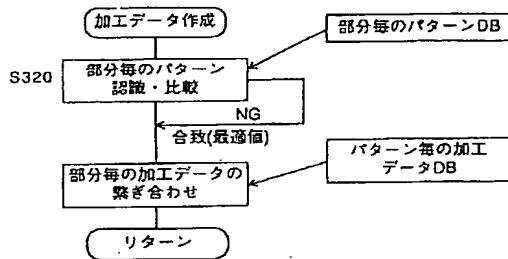 加工データ作成
部分毎のパターンDB
S320
部分毎のパターン
認識・比較
NG
合致(最適値)
パターン毎の加工
データDB
部分毎の加工データの
繋ぎ合わせ
リターン